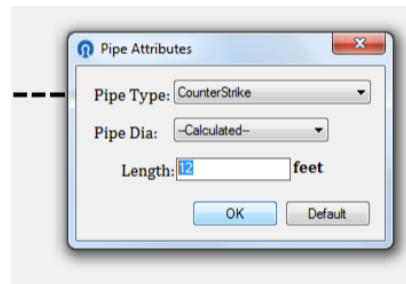 Pipe Attributes
Pipe Type: CounterStrike
Pipe Dia: --Calculated--
Length: 12 feet
OK Default